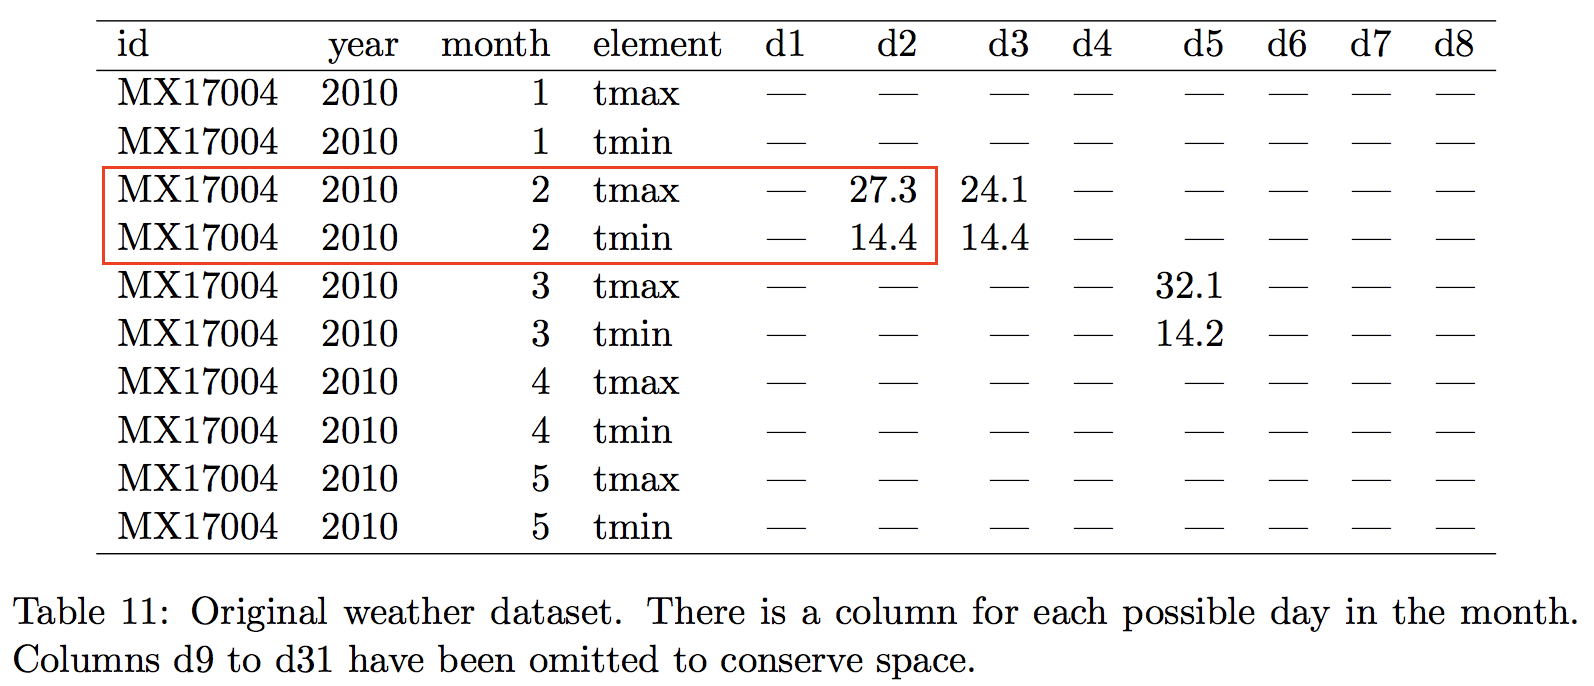 id year month element d1 d2 d3 d4 d5 d6 d7 d8
MX17004 2010 1 tmax — — — — — — — —
MX17004 2010 1 tmin — — — — — — — —
MX17004 2010 2 tmax — 27.3 24.1 — — — — —
MX17004 2010 2 tmin — 14.4 14.4 — — — — —
MX17004 2010 3 tmax — — — — 32.1 — — —
MX17004 2010 3 tmin — — — — 14.2 — — —
MX17004 2010 4 tmax — — — — — — — —
MX17004 2010 4 tmin — — — — — — — —
MX17004 2010 5 tmax — — — — — — — —
MX17004 2010 5 tmin — — — — — — — —
Table 11: Original weather dataset. There is a column for each possible day in the month.
Columns d9 to d31 have been omitted to conserve space.